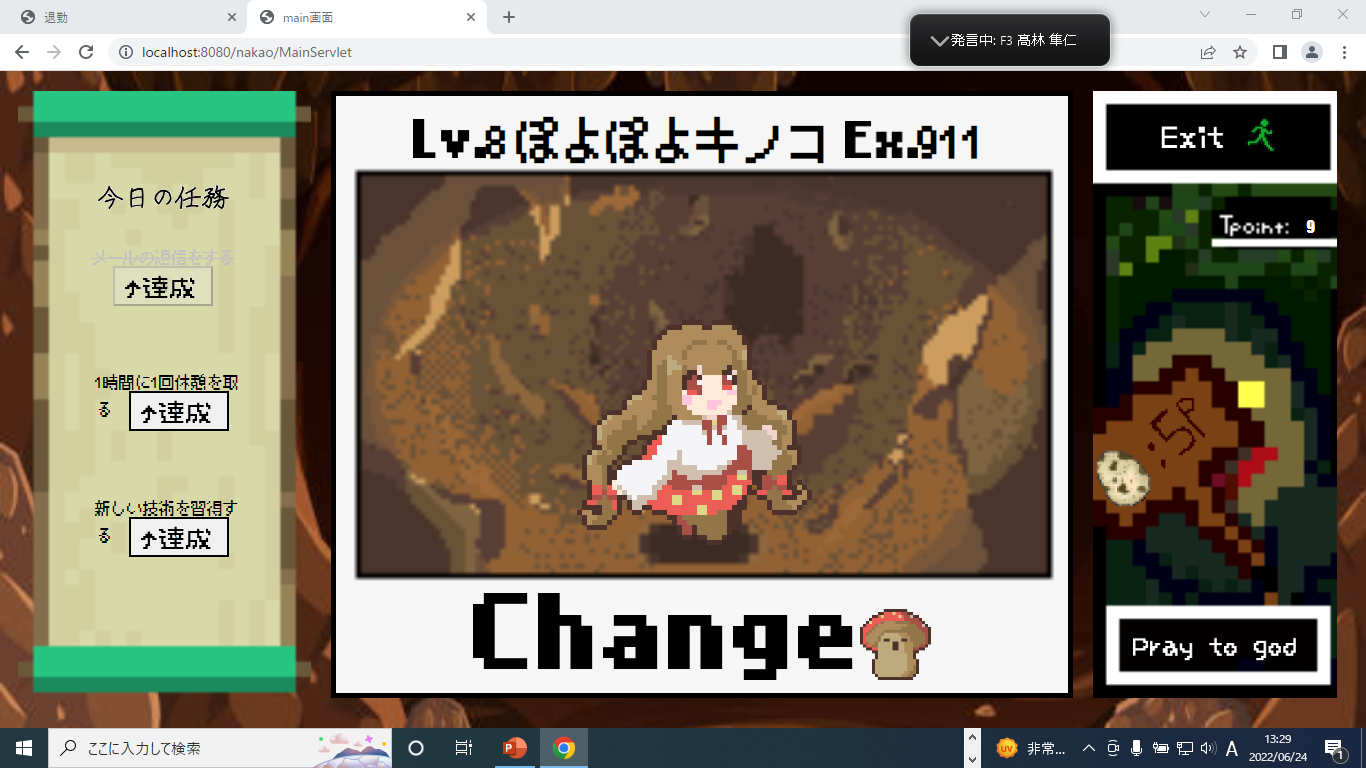 退勤
main画面
localhost:8080/nakao/MainServlet
発言中: F3 髙林 隼仁
今日の任務
メールの返信をする
↑達成
1時間に1回休憩を取
る ↑達成
新しい技術を習得す
る ↑達成
Lv.8 ぽよぽよキノコ Ex.911
Change
Exit
Tpoint: 9
Pray to god
ここに入力して検索
UV
非常...
A
13:29
2022/06/24
1